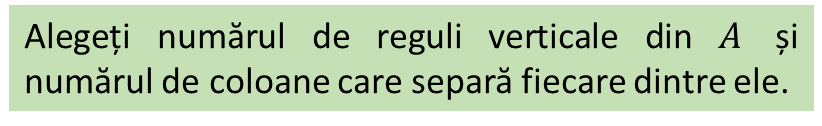 Alegeți numărul de reguli verticale din A și
numărul de coloane care separă fiecare dintre ele.